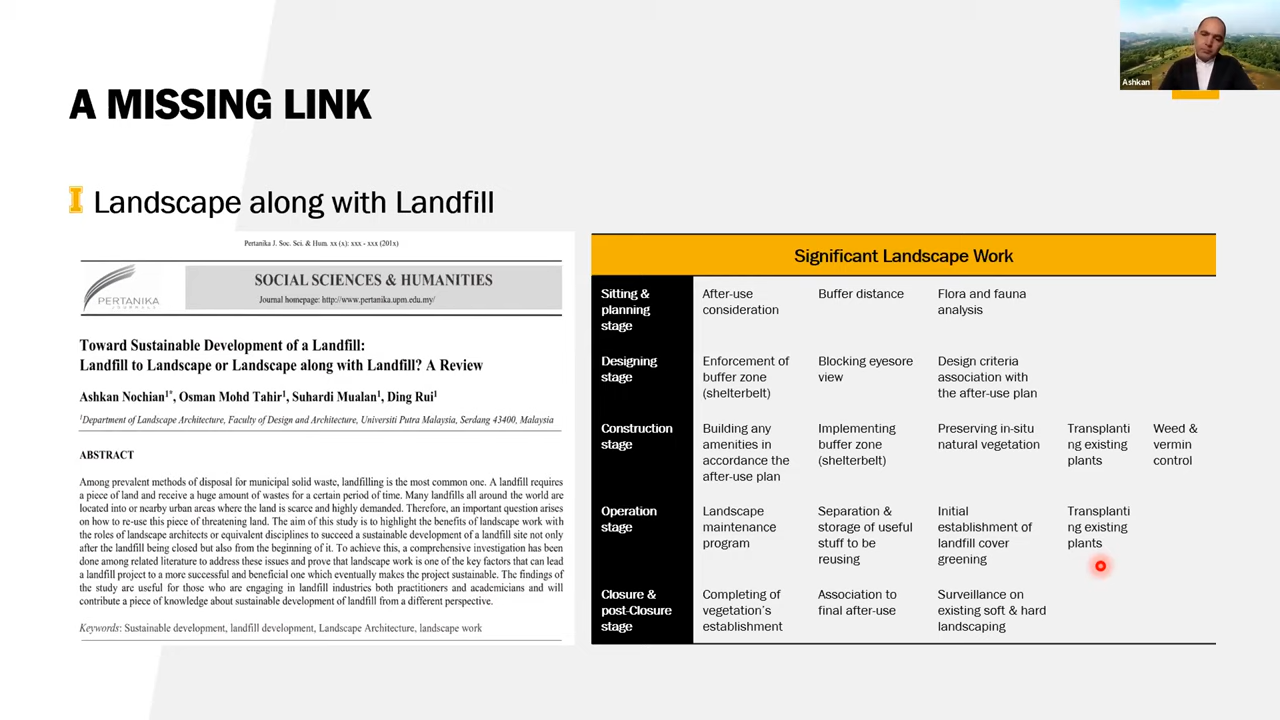 Ashkan
A MISSING LINK
I Landscape along with Landfill
Pertanika J. Soc. Sci. & Hum. xx (x): xxx - xxx (201x)
PERTANIKA
JOURNALS
SOCIAL SCIENCES & HUMANITIES
Journal homepage: http://www.pertanika.upm.edu.my/
Toward Sustainable Development of a Landfill:
Landfill to Landscape or Landscape along with Landfill? A Review
Ashkan Nochian1*, Osman Mohd Tahir1, Suhardi Mualan1, Ding Rui1
1Department of Landscape Architecture, Faculty of Design and Architecture, Universiti Putra Malaysia, Serdang 43400, Malaysia
ABSTRACT
Among prevalent methods of disposal for municipal solid waste, landfilling is the most common one. A landfill requires
a piece of land and receive a huge amount of wastes for a certain period of time. Many landfills all around the world are
located into or nearby urban areas where the land is scarce and highly demanded. Therefore, an important question arises
on how to re-use this piece of threatening land. The aim of this study is to highlight the benefits of landscape work with
the roles of landscape architects or equivalent disciplines to succeed a sustainable development of a landfill site not only
after the landfill being closed but also from the beginning of it. To achieve this, a comprehensive investigation has been
done among related literature to address these issues and prove that landscape work is one of the key factors that can lead
a landfill project to a more successful and beneficial one which eventually makes the project sustainable. The findings of
the study are useful for those who are engaging in landfill industries both practitioners and academicians and will
contribute a piece of knowledge about sustainable development of landfill from a different perspective.
Keywords: Sustainable development, landfill development, Landscape Architecture, landscape work
Significant Landscape Work
Sitting &
planning
stage
After-use
consideration
Buffer distance
Flora and fauna
analysis
Designing
stage
Enforcement of
buffer zone
(shelterbelt)
Blocking eyesore
view
Design criteria
association with
the after-use plan
Construction
stage
Building any
amenities in
accordance the
after-use plan
Implementing
buffer zone
(shelterbelt)
Preserving in-situ
natural vegetation
Transplanti
ng existing
plants
Weed &
vermin
control
Operation
stage
Landscape
maintenance
program
Separation &
storage of useful
stuff to be
reusing
Initial
establishment of
landfill cover
greening
Transplanti
ng existing
plants
Closure &
post-Closure
stage
Completing of
vegetation's
establishment
Association to
final after-use
Surveillance on
existing soft & hard
landscaping